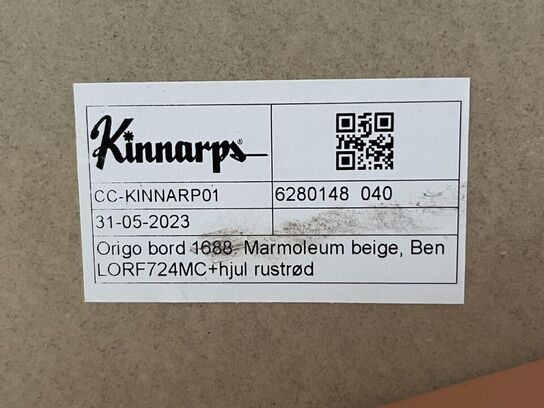 Kinnarps
CC-KINNARP01 6280148 040
31-05-2023
Origo bord 1688. Marmoleum beige, Ben
LORF724MC+hjul rustrød